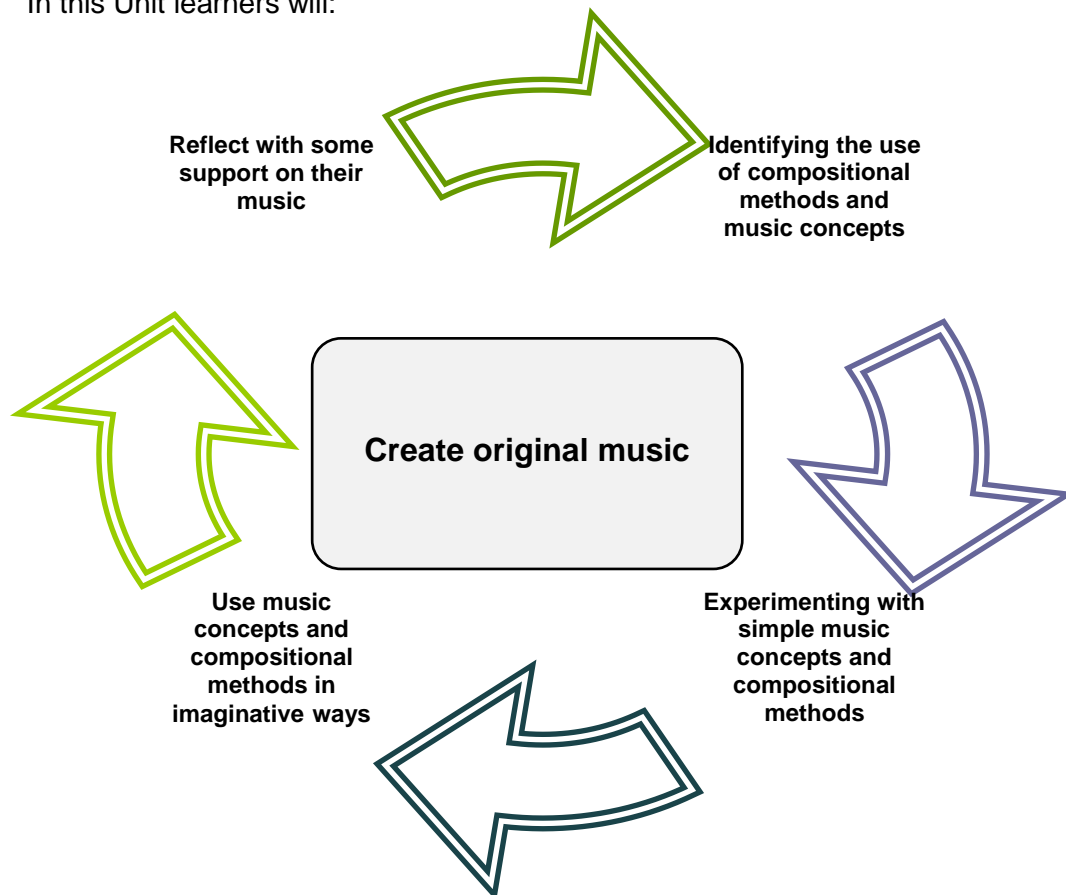 In this Unit learners will:
Reflect with some
support on their
music
Identifying the use
of compositional
methods and
music concepts
Create original music
Use music
concepts and
compositional
methods in
imaginative ways
Experimenting with
simple music
concepts and
compositional
methods